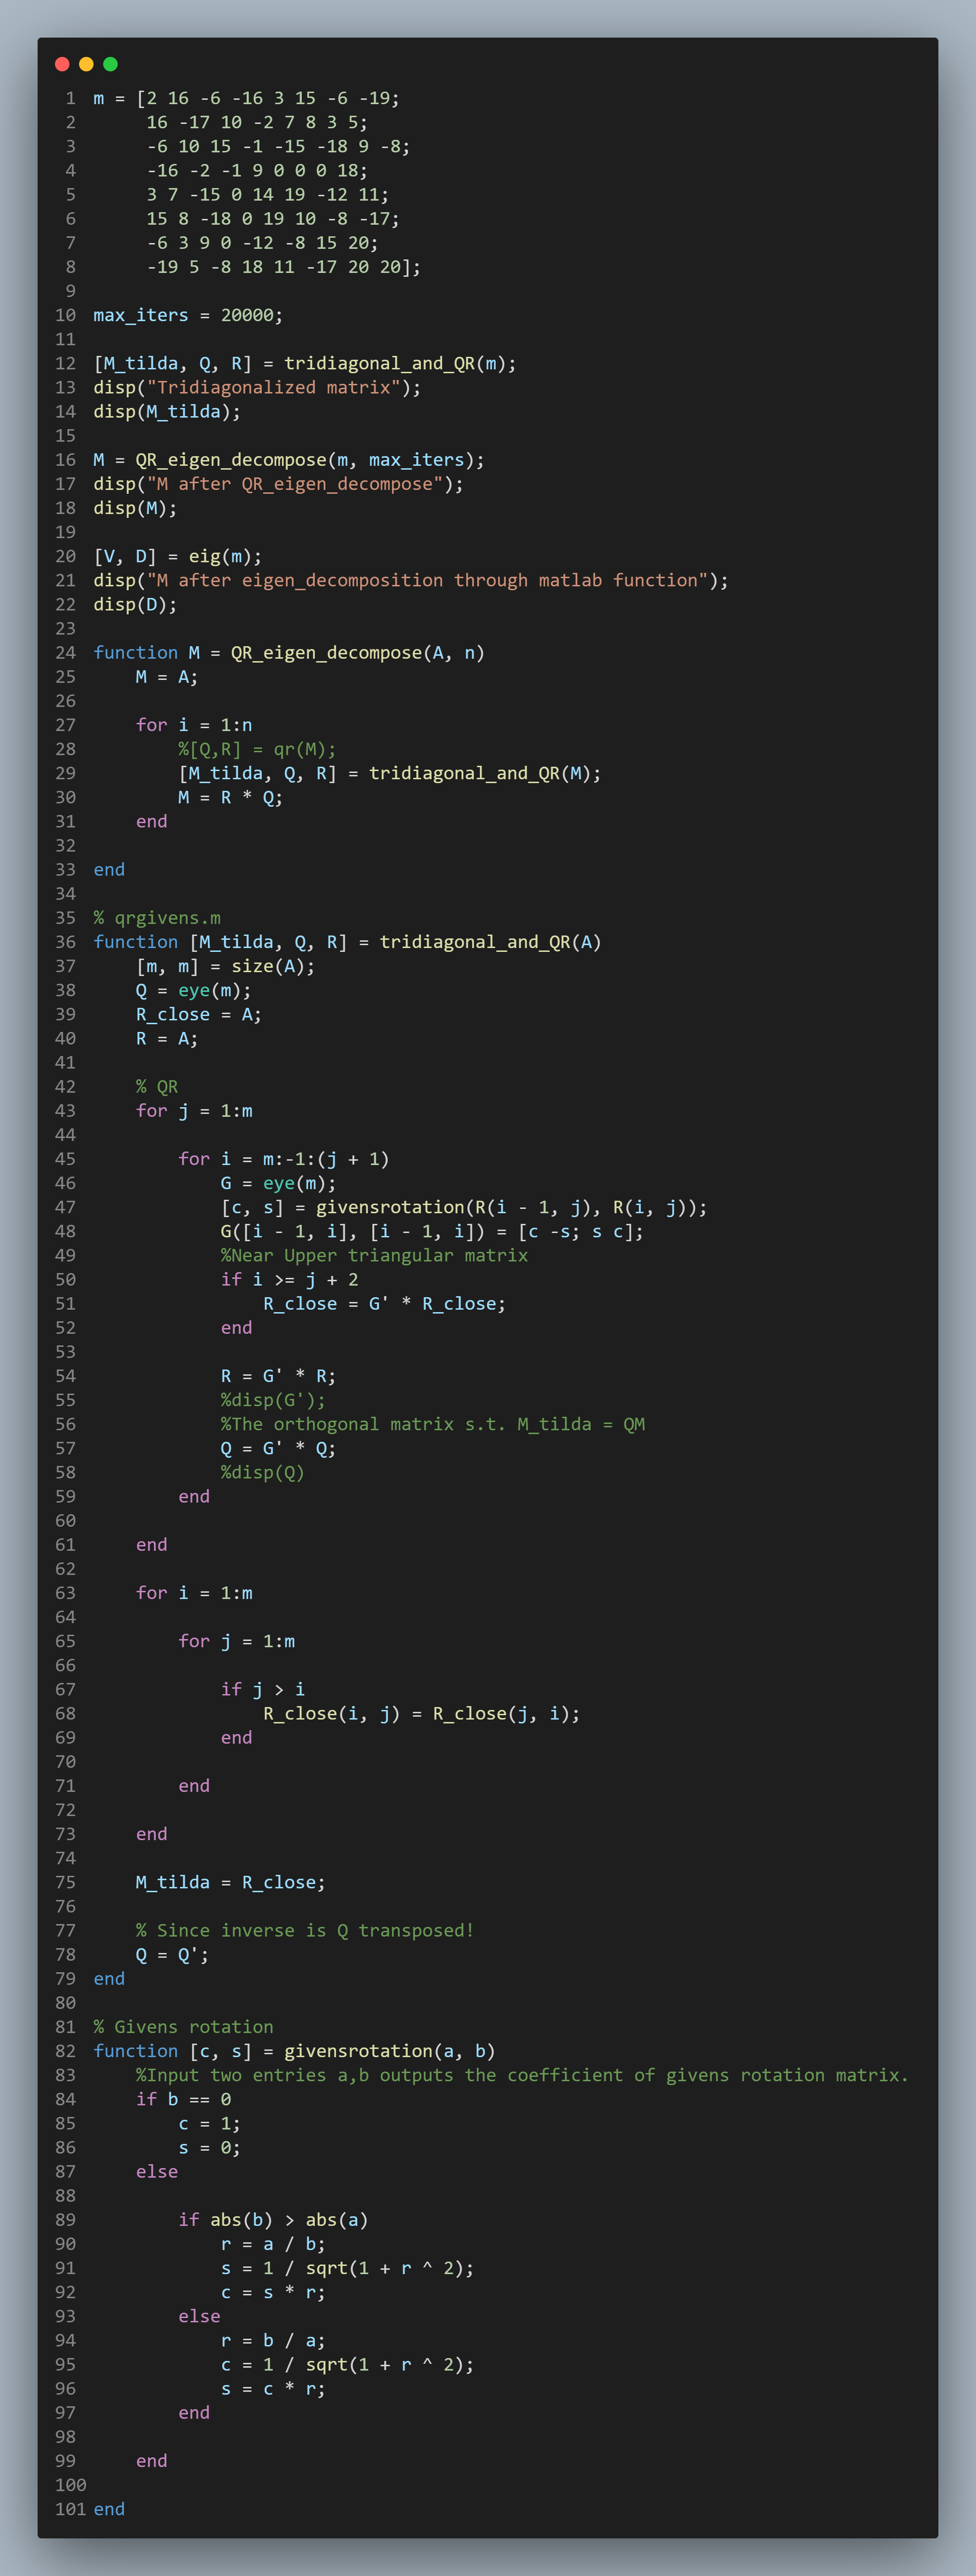 1 m = [2 16 -6 -16 3 15 -6 -19;
2      16 -17 10 -2 7 8 3 5;
3      -6 10 15 -1 -15 -18 9 -8;
4      -16 -2 -1 9 0 0 0 18;
5      3 7 -15 0 14 19 -12 11;
6      15 8 -18 0 19 10 -8 -17;
7      -6 3 9 0 -12 -8 15 20;
8      -19 5 -8 18 11 -17 20 20];
9
10 max_iters = 20000;
11
12 [M_tilda, Q, R] = tridiagonal_and_QR(m);
13 disp("Tridiagonalized matrix");
14 disp(M_tilda);
15
16 M = QR_eigen_decompose(m, max_iters);
17 disp("M after QR_eigen_decompose");
18 disp(M);
19
20 [V, D] = eig(m);
21 disp("M after eigen_decomposition through matlab function");
22 disp(D);
23
24 function M = QR_eigen_decompose(A, n)
25     M = A;
26
27     for i = 1:n
28         %[Q,R] = qr(M);
29         [M_tilda, Q, R] = tridiagonal_and_QR(M);
30         M = R * Q;
31     end
32
33 end
34
35 % qrgivens.m
36 function [M_tilda, Q, R] = tridiagonal_and_QR(A)
37     [m, m] = size(A);
38     Q = eye(m);
39     R_close = A;
40     R = A;
41
42     % QR
43     for j = 1:m
44
45         for i = m:-1:(j + 1)
46             G = eye(m);
47             [c, s] = givensrotation(R(i - 1, j), R(i, j));
48             G([i - 1, i], [i - 1, i]) = [c -s; s c];
49             %Near Upper triangular matrix
50             if i >= j + 2
51                 R_close = G' * R_close;
52             end
53
54             R = G' * R;
55             %disp(G');
56             %The orthogonal matrix s.t. M_tilda = QM
57             Q = G' * Q;
58             %disp(Q)
59         end
60
61     end
62
63     for i = 1:m
64
65         for j = 1:m
66
67             if j > i
68                 R_close(i, j) = R_close(j, i);
69             end
70
71         end
72
73     end
74
75     M_tilda = R_close;
76
77     % Since inverse is Q transposed!
78     Q = Q';
79 end
80
81 % Givens rotation
82 function [c, s] = givensrotation(a, b)
83     %Input two entries a,b outputs the coefficient of givens rotation matrix.
84     if b == 0
85         c = 1;
86         s = 0;
87     else
88
89         if abs(b) > abs(a)
90             r = a / b;
91             s = 1 / sqrt(1 + r ^ 2);
92             c = s * r;
93         else
94             r = b / a;
95             c = 1 / sqrt(1 + r ^ 2);
96             s = c * r;
97         end
98
99     end
100
101 end